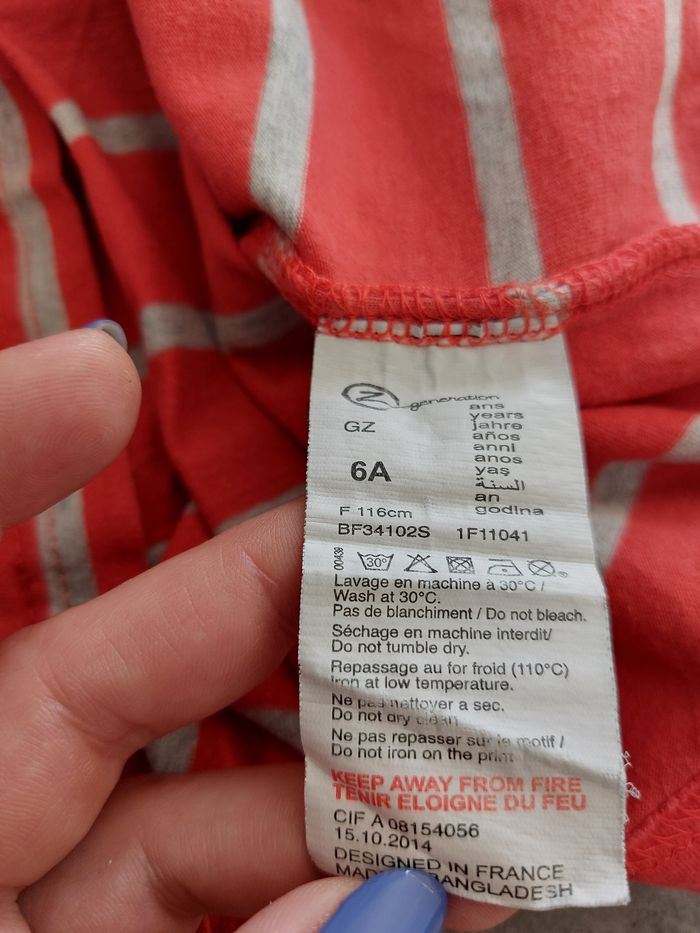 Z generation
ans
years
GZ
jahre
años
anni
6A
anos
yaş
السنة
an
F 116cm
godina
BF34102S 1F11041
00438 30°
Lavage en machine à 30°C /
Wash at 30°C.
Pas de blanchiment / Do not bleach.
Séchage en machine interdit/
Do not tumble dry.
Repassage au for froid (110°C)
Iron at low temperature.
Ne pas nettoyer a sec.
Do not dry clean
Ne pas repasser sur le motif /
Do not iron on the print
KEEP AWAY FROM FIRE
TENIR ELOIGNE DU FEU
CIF A 08154056
15.10.2014
DESIGNED IN FRANCE
BANGLADESH